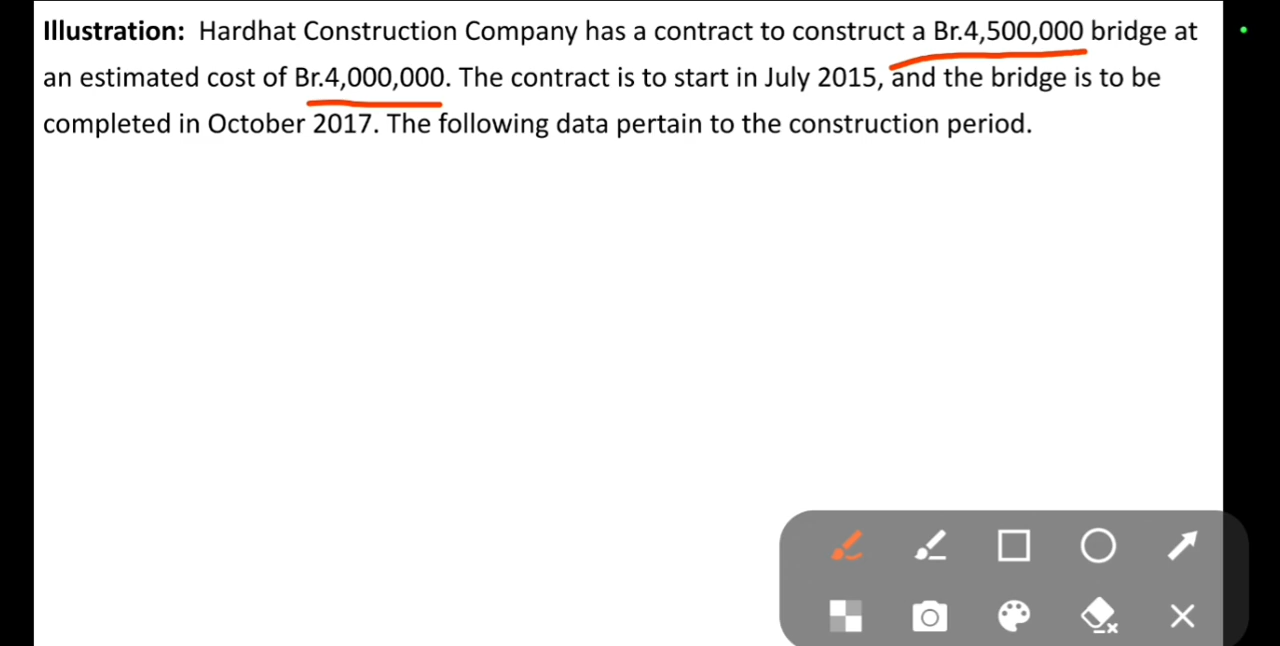 Illustration: Hardhat Construction Company has a contract to construct a Br.4,500,000 bridge at
an estimated cost of Br.4,000,000. The contract is to start in July 2015, and the bridge is to be
completed in October 2017. The following data pertain to the construction period.